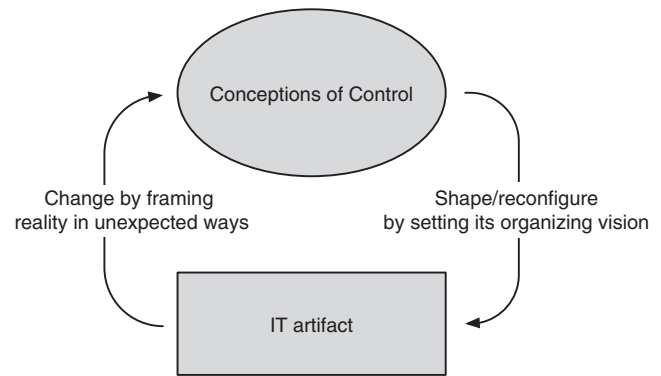 Conceptions of Control
Change by framing
reality in unexpected ways
Shape/reconfigure
by setting its organizing vision
IT artifact